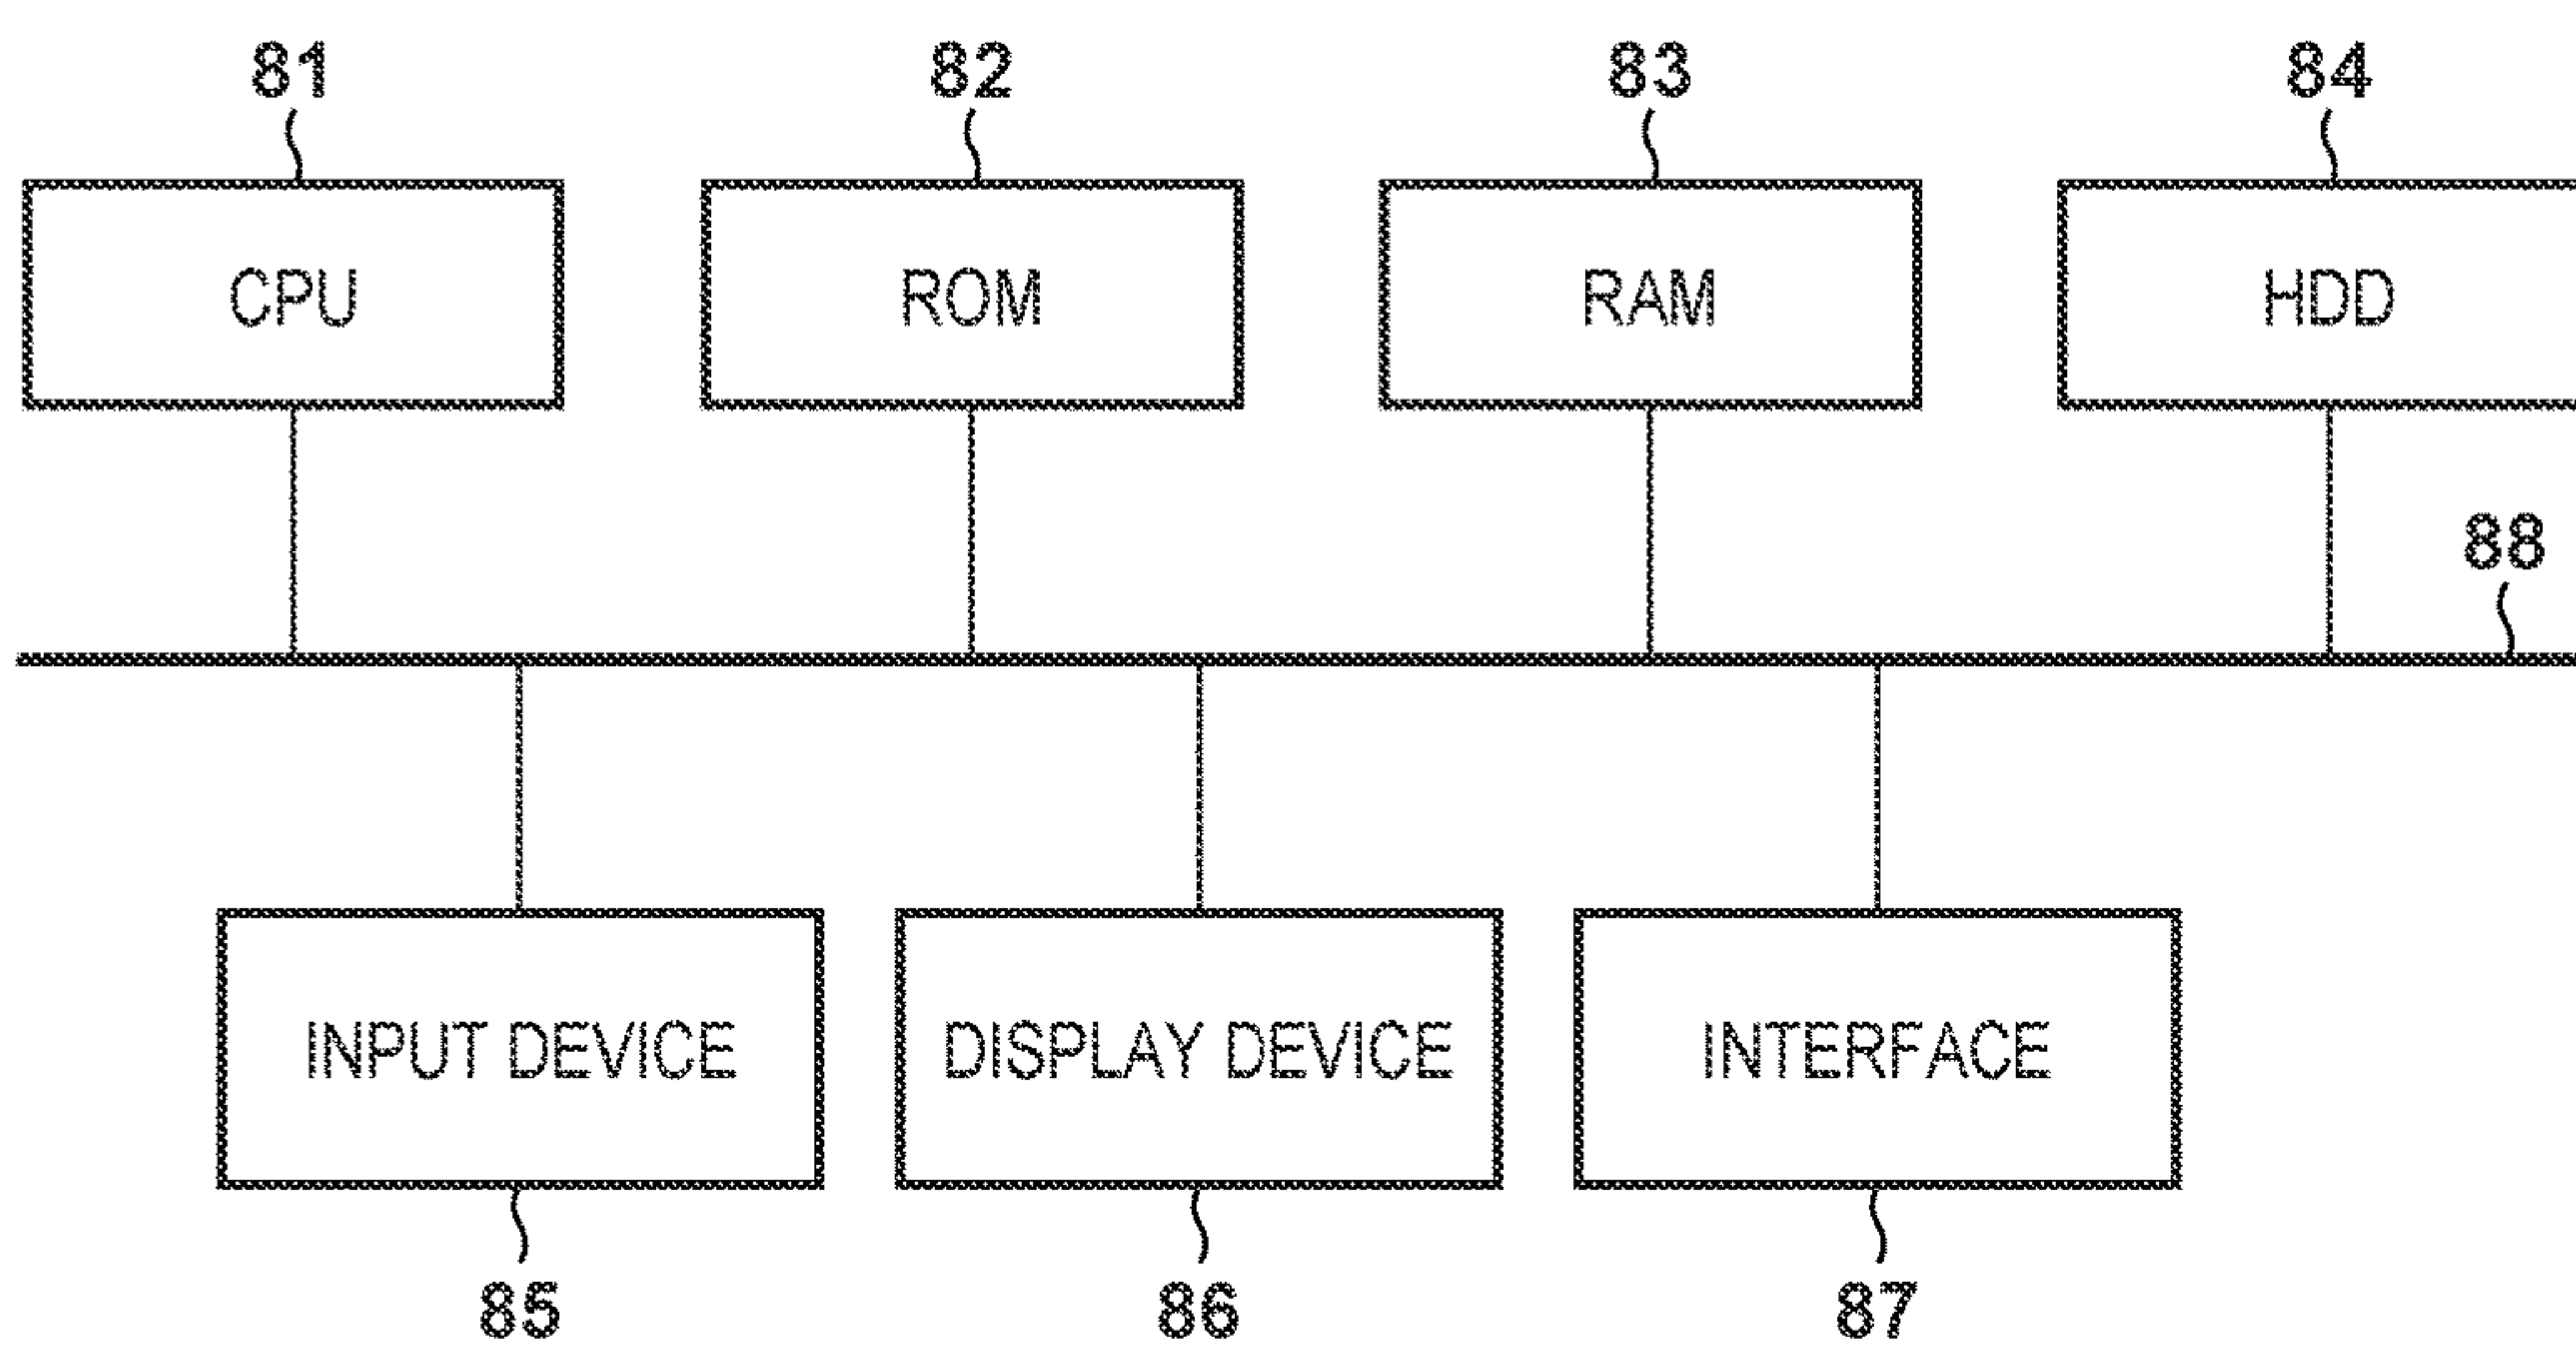 81 82 83 84
CPU ROM RAM HDD
88
INPUT DEVICE DISPLAY DEVICE INTERFACE
85 86 87